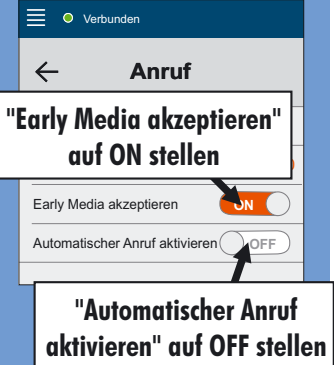 Verbunden
Anruf
"Early Media akzeptieren"
auf ON stellen
Early Media akzeptieren
ON
Automatischer Anruf aktivieren
OFF
"Automatischer Anruf
aktivieren" auf OFF stellen